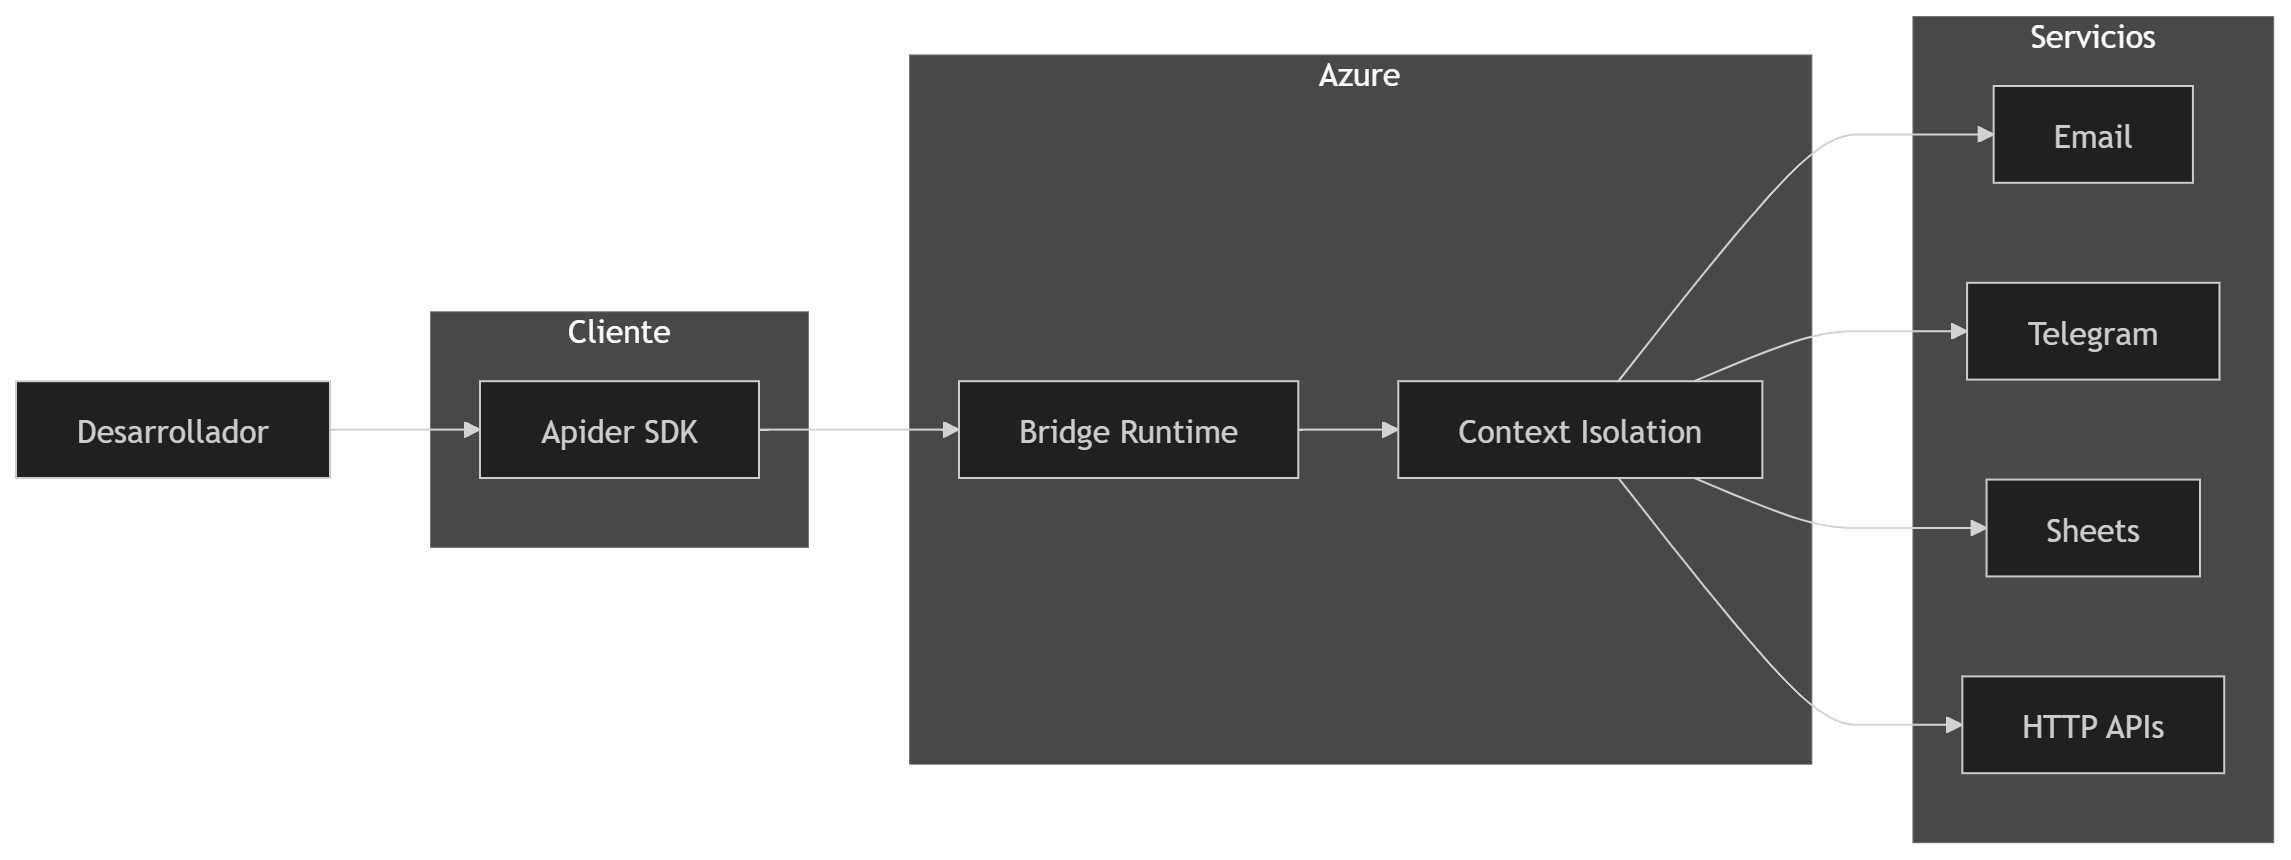 Desarrollador
Cliente
Apider SDK
Azure
Bridge Runtime
Context Isolation
Servicios
Email
Telegram
Sheets
HTTP APIs